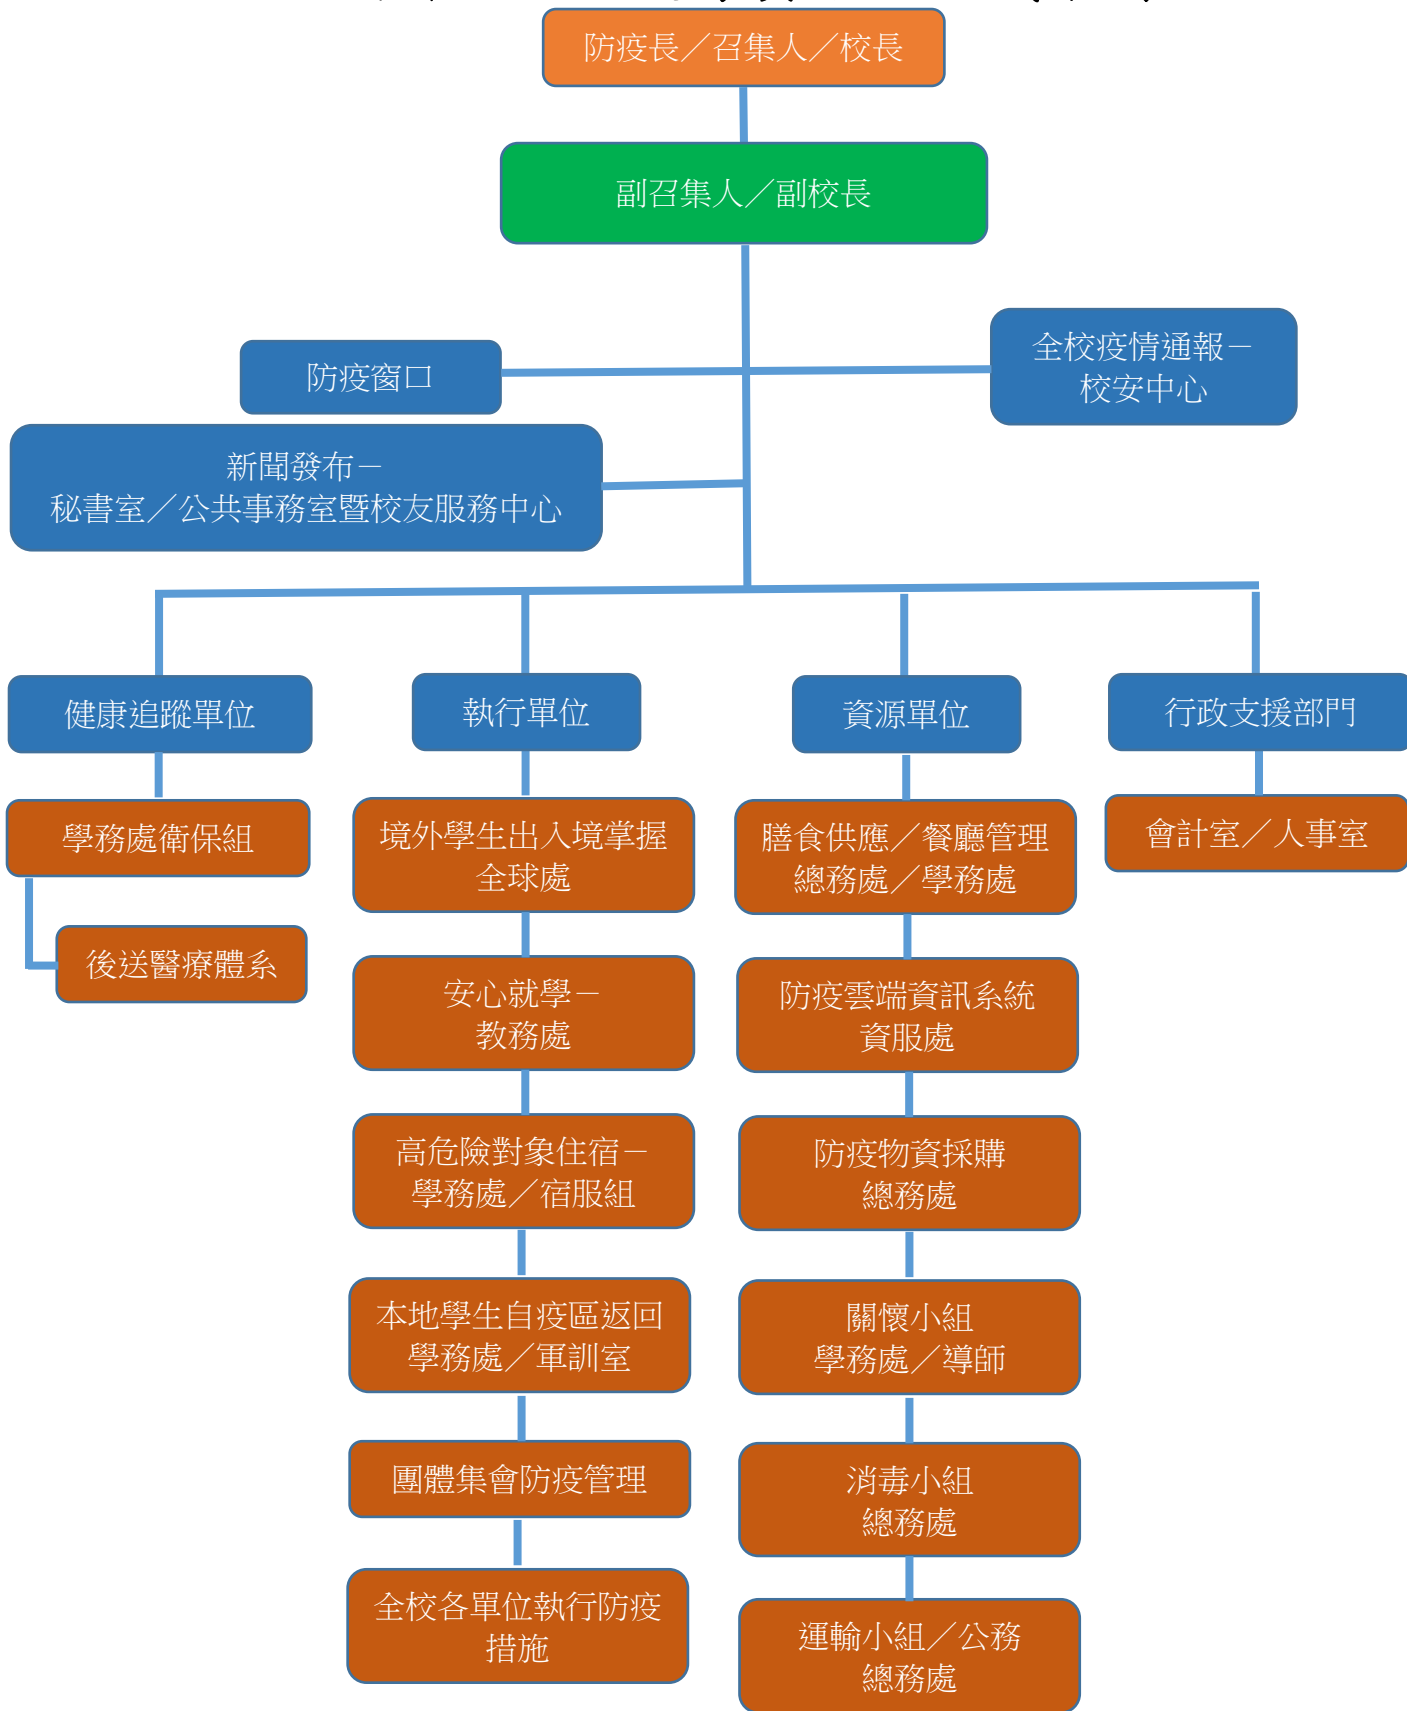 防疫長／召集人／校長
副召集人／副校長
防疫窗口
全校疫情通報－
校安中心
新聞發布－
秘書室／公共事務室暨校友服務中心
健康追蹤單位
執行單位
資源單位
行政支援部門
學務處衛保組
後送醫療體系
境外學生出入境掌握
全球處
安心就學－
教務處
高危險對象住宿－
學務處／宿服組
本地學生自疫區返回
學務處／軍訓室
團體集會防疫管理
全校各單位執行防疫
措施
膳食供應／餐廳管理
總務處／學務處
防疫雲端資訊系統
資服處
防疫物資採購
總務處
關懷小組
學務處／導師
消毒小組
總務處
運輸小組／公務
總務處
會計室／人事室